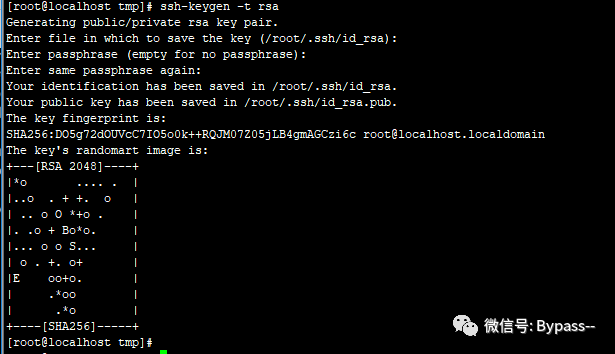 [root@localhost tmp]# ssh-keygen -t rsa
Generating public/private rsa key pair.
Enter file in which to save the key (/root/.ssh/id_rsa):
Enter passphrase (empty for no passphrase):
Enter same passphrase again:
Your identification has been saved in /root/.ssh/id_rsa.
Your public key has been saved in /root/.ssh/id_rsa.pub.
The key fingerprint is:
SHA256:DO5g72dOUVcC7IO5o0k++RQJM07Z05jLB4gmAGCzi6c root@localhost.localdomain
The key's randomart image is:
+---[RSA 2048]----+
|*o       .... .  |
|..o  . + +.  o   |
| .. o O *+o .    |
|. .o + Bo*o.     |
|... o o S...     |
| o . +. o+       |
|E    oo+o.       |
|     .*oo        |
|      .*o        |
+----[SHA256]-----+
[root@localhost tmp]#
微信号: Bypass--